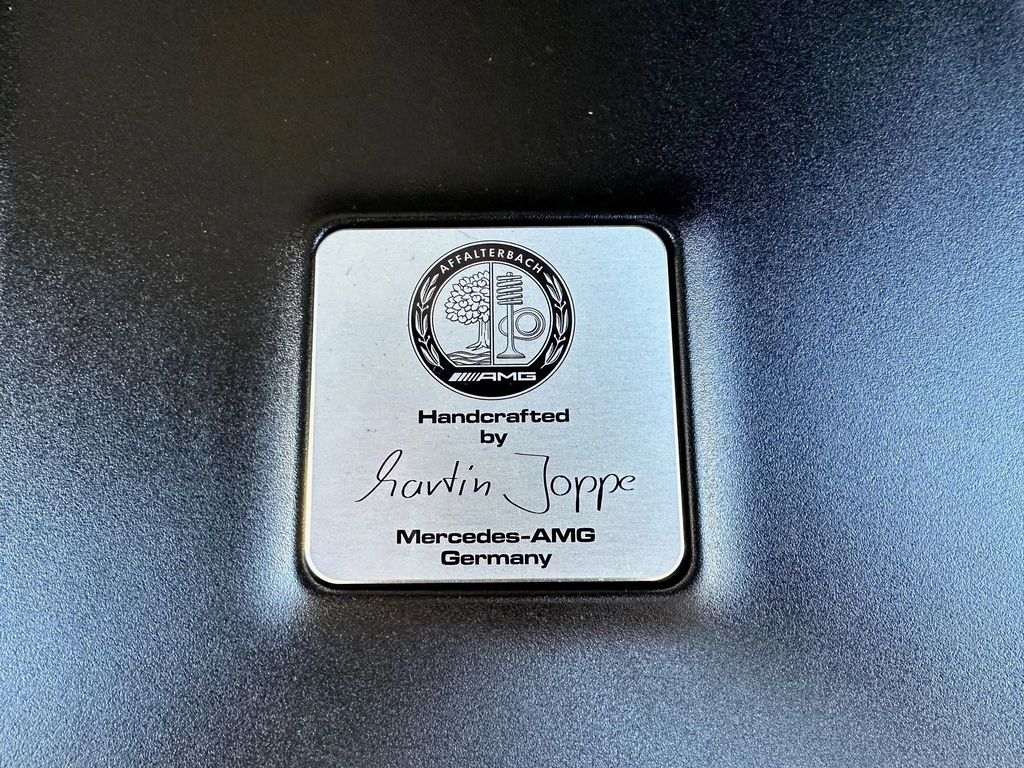 AFFALTERBACH
AMG
Handcrafted
by
Martin Joppe
Mercedes-AMG
Germany